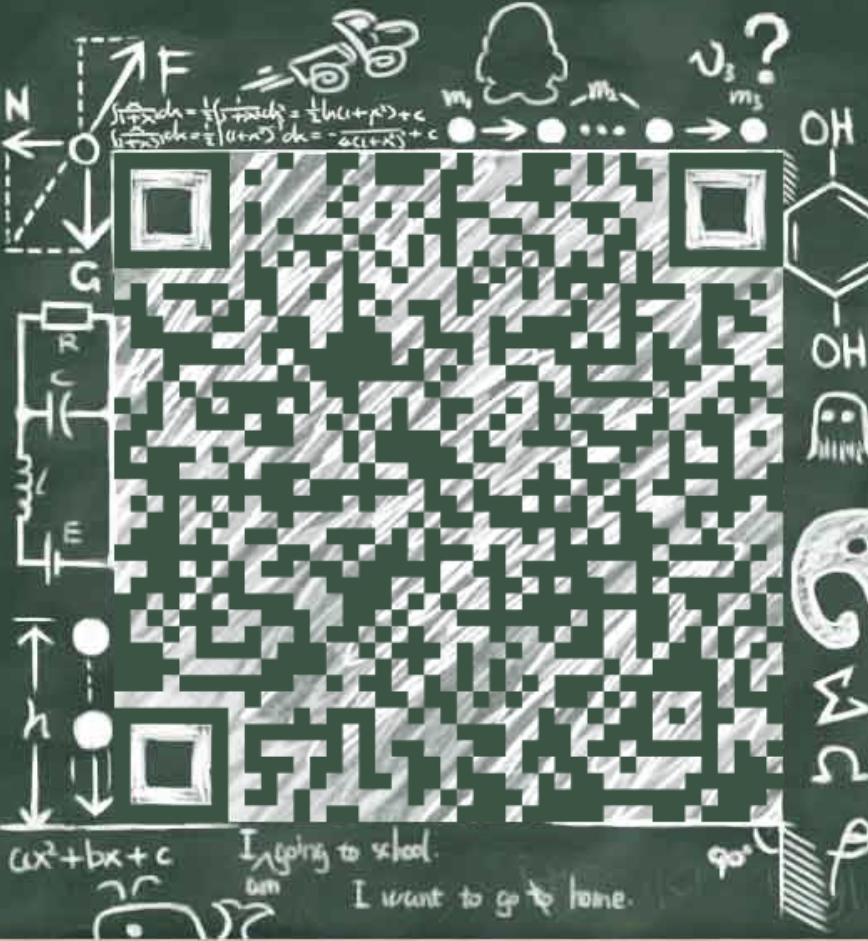 F
N
G
υ₃ ?
m₁ m₂ m₃
OH
OH
R
C
L
E
h
Σ
Ω
β
ax²+bx+c
I∧going to school.
am
I want to go to home.
90°